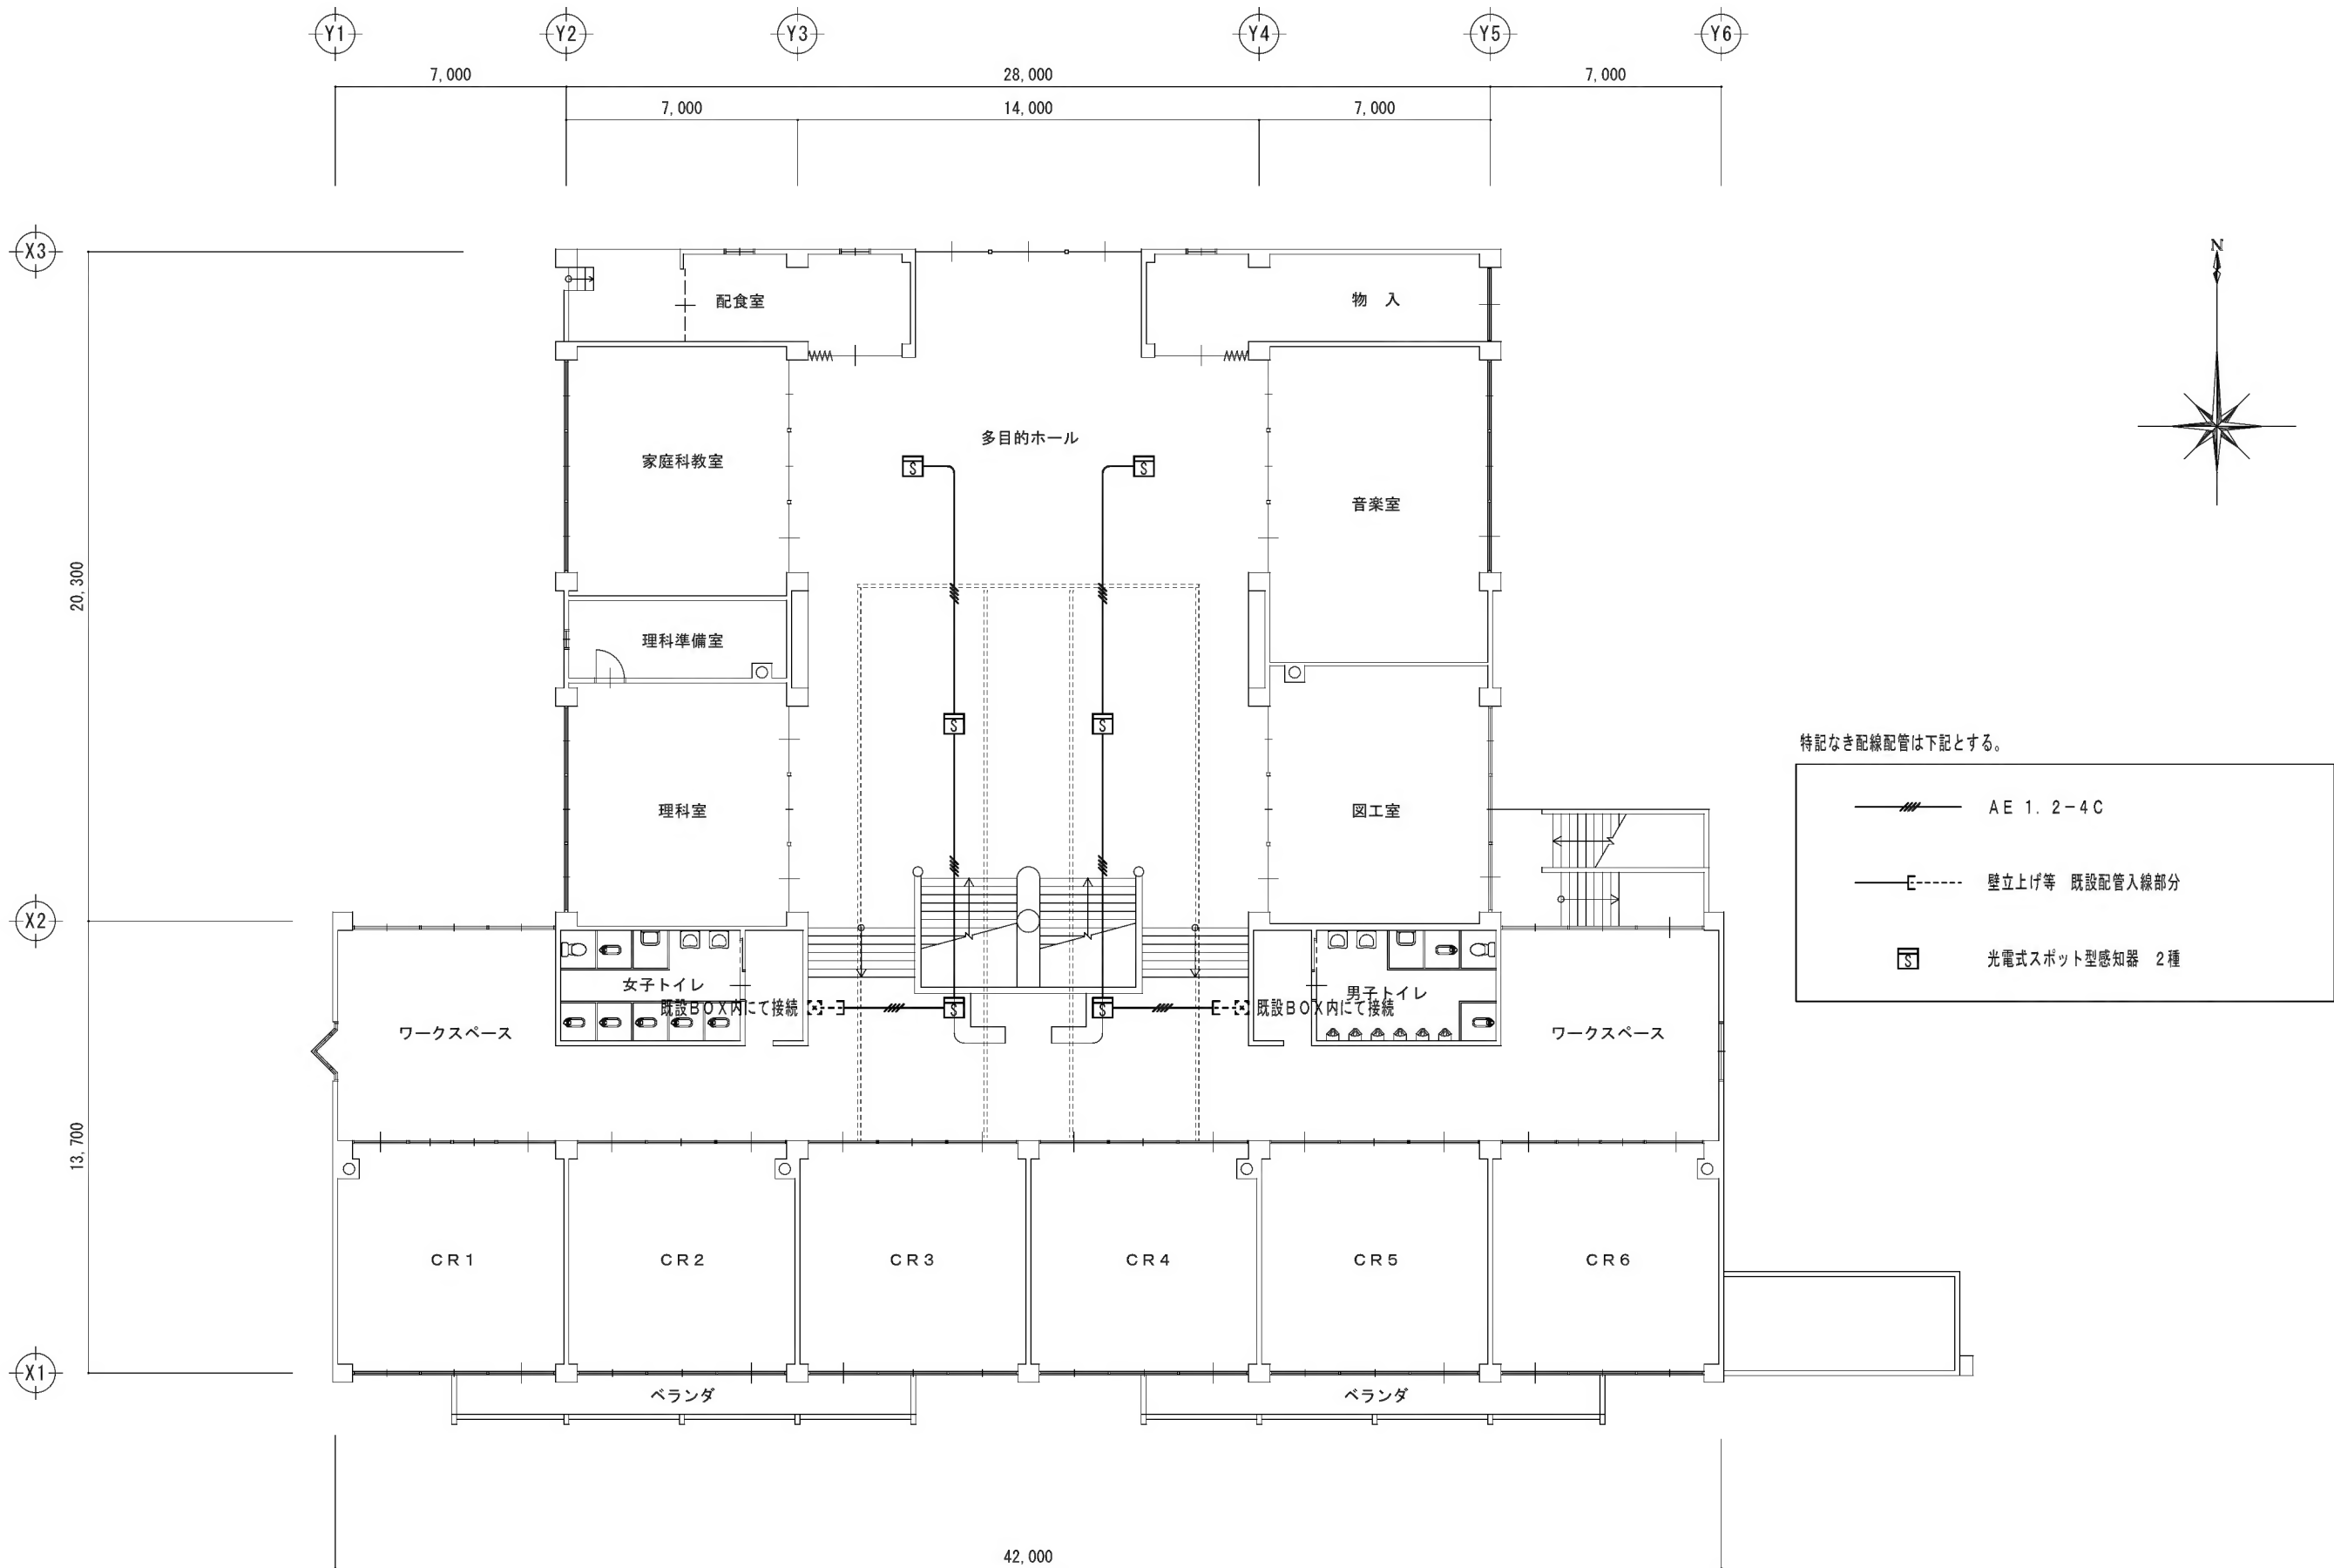 Y1 Y2 Y3 Y4 Y5 Y6
7,000 28,000 7,000
7,000 14,000 7,000
X3
N
配食室
物 入
多目的ホール
家庭科教室
S
S
音楽室
20,300
理科準備室
S
S
特記なき配線配管は下記とする。
AE 1.2-4C
理科室
図工室
壁立上げ等 既設配管入線部分
X2
S
光電式スポット型感知器 2種
女子トイレ
男子トイレ
既設BOX内にて接続
S
S
既設BOX内にて接続
ワークスペース
ワークスペース
13,700
CR1
CR2
CR3
CR4
CR5
CR6
X1
ベランダ
ベランダ
42,000